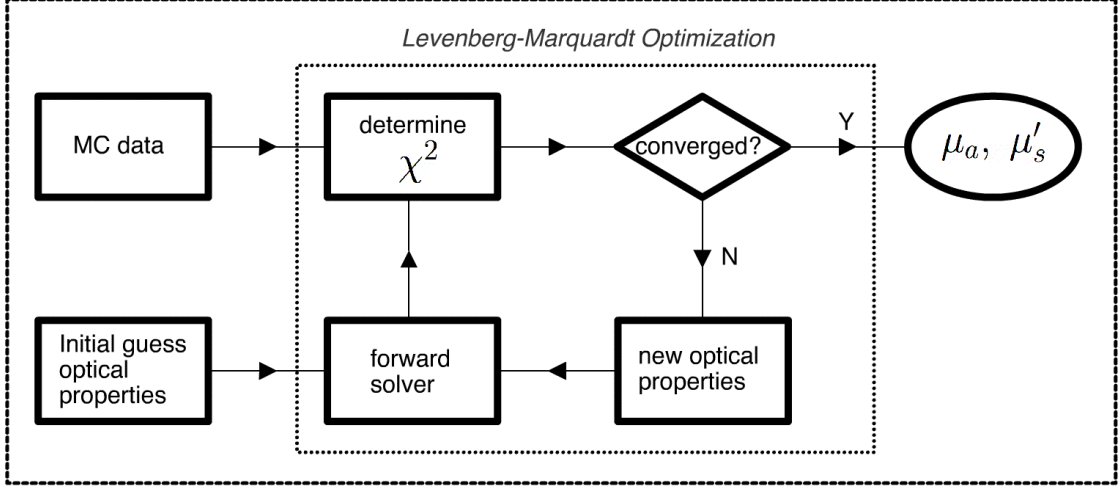 Levenberg-Marquardt Optimization
MC data
determine
χ²
converged?
Y
μₐ, μ′ₛ
N
Initial guess
optical
properties
forward
solver
new optical
properties